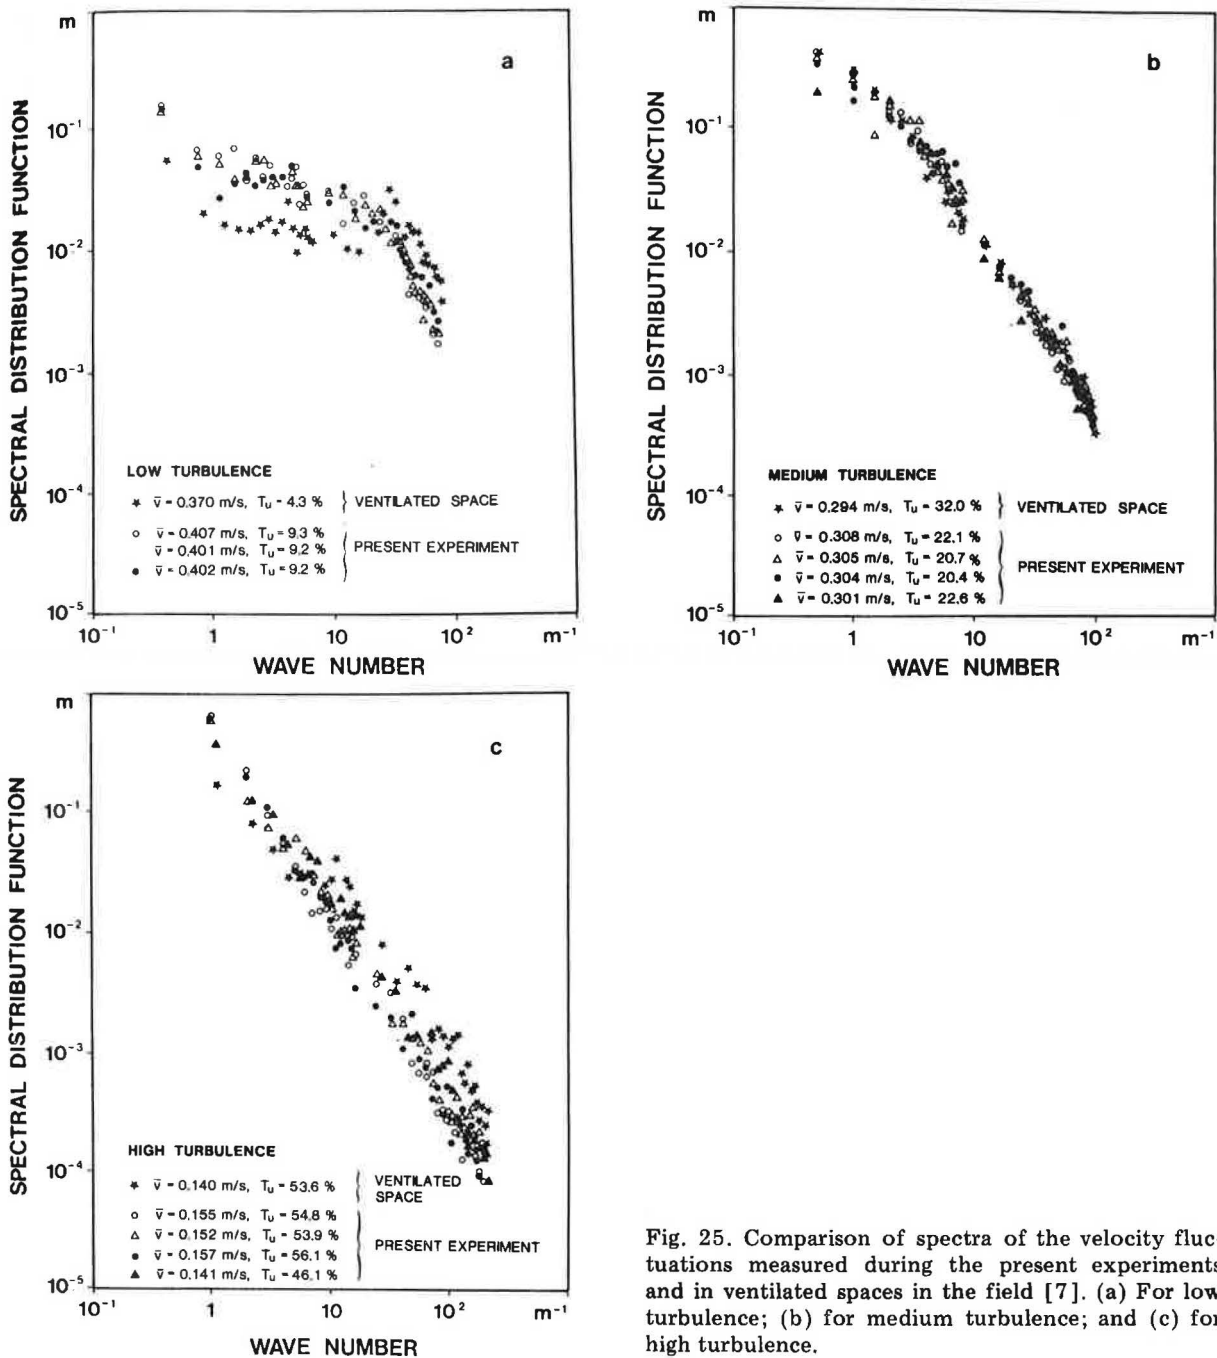 m
a
SPECTRAL DISTRIBUTION FUNCTION
10⁻¹
10⁻²
10⁻³
10⁻⁴
10⁻⁵
LOW TURBULENCE
★ v̄ = 0.370 m/s, Tu = 4.3 % } VENTILATED SPACE
○ v̄ = 0.407 m/s, Tu = 9.3 %
△ v̄ = 0.401 m/s, Tu = 9.2 % } PRESENT EXPERIMENT
● v̄ = 0.402 m/s, Tu = 9.2 %
10⁻¹ 1 10 10² m⁻¹
WAVE NUMBER
m
b
SPECTRAL DISTRIBUTION FUNCTION
10⁻¹
10⁻²
10⁻³
10⁻⁴
10⁻⁵
MEDIUM TURBULENCE
★ v̄ = 0.294 m/s, Tu = 32.0 % } VENTILATED SPACE
○ v̄ = 0.308 m/s, Tu = 22.1 %
△ v̄ = 0.305 m/s, Tu = 20.7 % } PRESENT EXPERIMENT
● v̄ = 0.304 m/s, Tu = 20.4 %
▲ v̄ = 0.301 m/s, Tu = 22.6 %
10⁻¹ 1 10 10² m⁻¹
WAVE NUMBER
m
c
SPECTRAL DISTRIBUTION FUNCTION
10⁻¹
10⁻²
10⁻³
10⁻⁴
10⁻⁵
HIGH TURBULENCE
★ v̄ = 0.140 m/s, Tu = 53.6 % } VENTILATED SPACE
○ v̄ = 0.155 m/s, Tu = 54.8 %
△ v̄ = 0.152 m/s, Tu = 53.9 % } PRESENT EXPERIMENT
● v̄ = 0.157 m/s, Tu = 56.1 %
▲ v̄ = 0.141 m/s, Tu = 46.1 %
10⁻¹ 1 10 10² m⁻¹
WAVE NUMBER
Fig. 25. Comparison of spectra of the velocity fluc-
tuations measured during the present experiments
and in ventilated spaces in the field [7]. (a) For low
turbulence; (b) for medium turbulence; and (c) for
high turbulence.